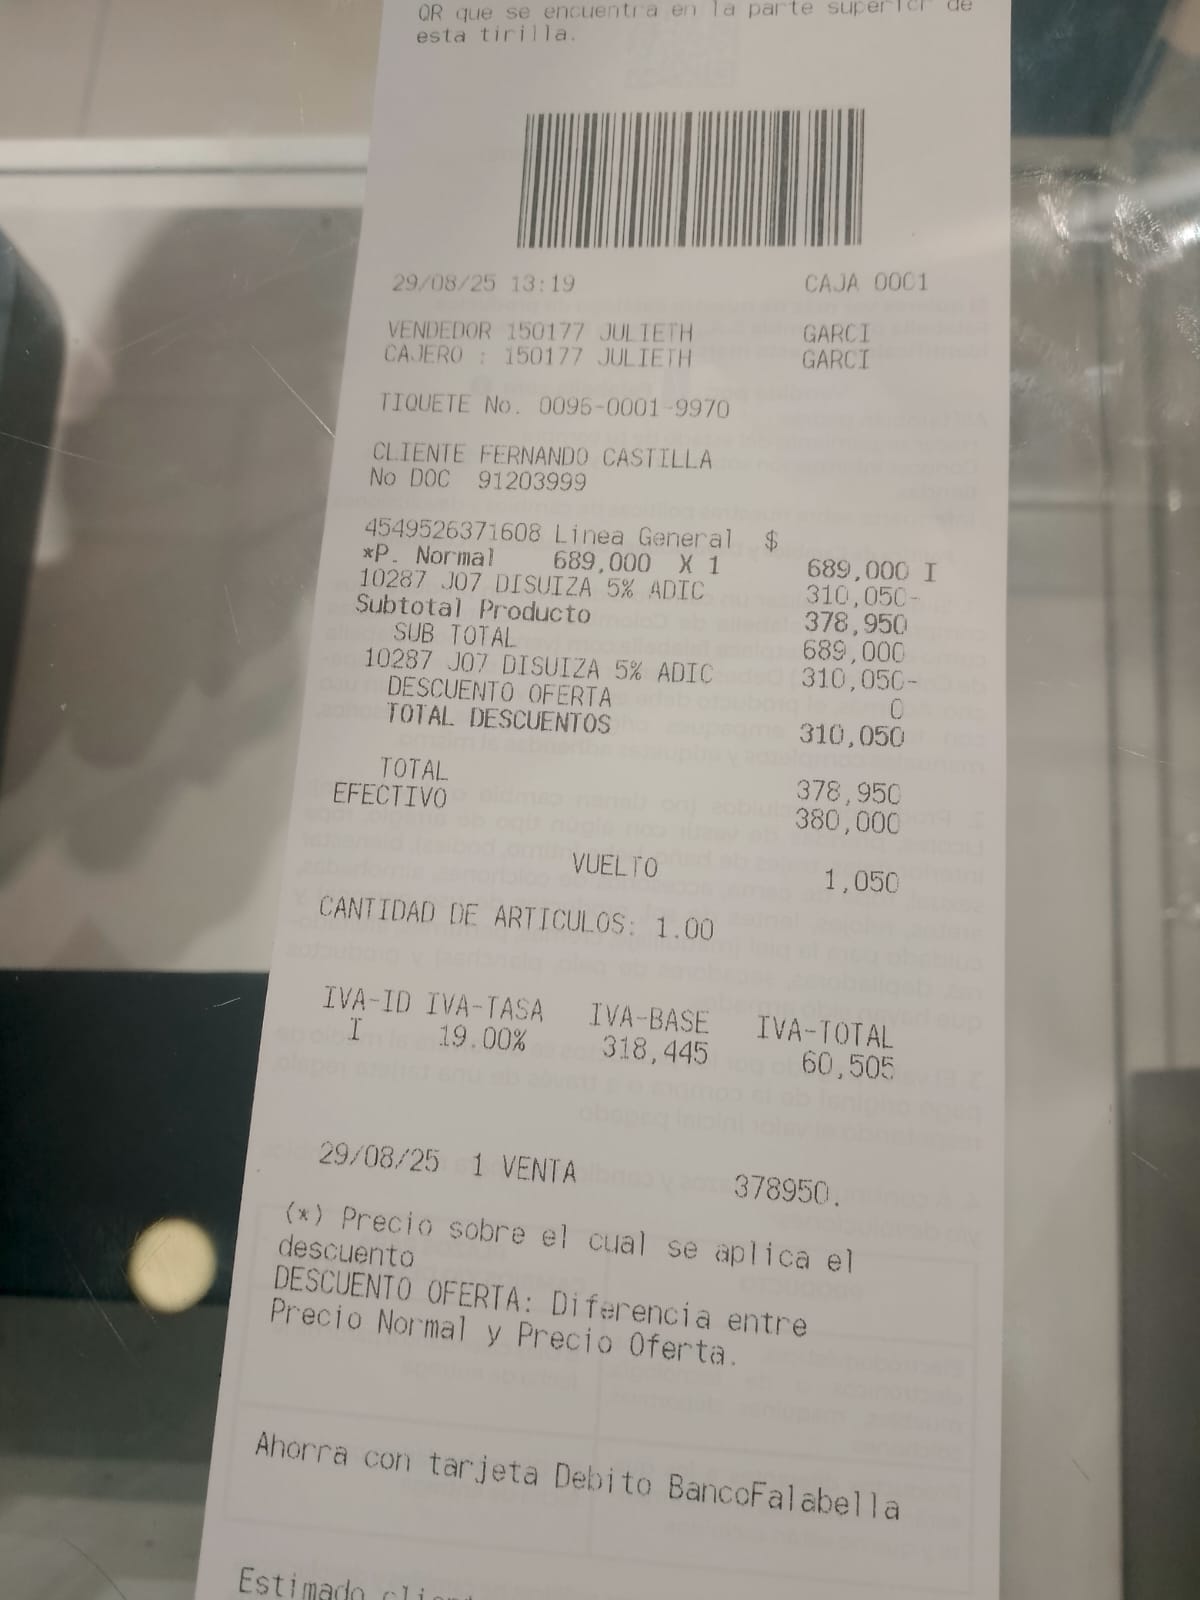 QR que se encuentra en la parte superior de
esta tirilla.
29/08/25 13:19 CAJA 0001
VENDEDOR 150177 JULIETH GARCI
CAJERO : 150177 JULIETH GARCI
TIQUETE No. 0095-0001-9970
CLIENTE FERNANDO CASTILLA
No DOC 91203999
4549526371608 Linea General $
*P. Normal 689,000 X 1 689,000 I
10287 J07 DISUIZA 5% ADIC 310,050-
Subtotal Producto 378,950
SUB TOTAL 689,000
10287 J07 DISUIZA 5% ADIC 310,050-
DESCUENTO OFERTA 0
TOTAL DESCUENTOS 310,050
TOTAL 378,950
EFECTIVO 380,000
VUELTO 1,050
CANTIDAD DE ARTICULOS: 1.00
IVA-ID IVA-TASA IVA-BASE IVA-TOTAL
I 19.00% 318,445 60,505
29/08/25 1 VENTA 378950.
(*) Precio sobre el cual se aplica el
descuento
DESCUENTO OFERTA: Diferencia entre
Precio Normal y Precio Oferta.
Ahorra con tarjeta Debito BancoFalabella
Estimado